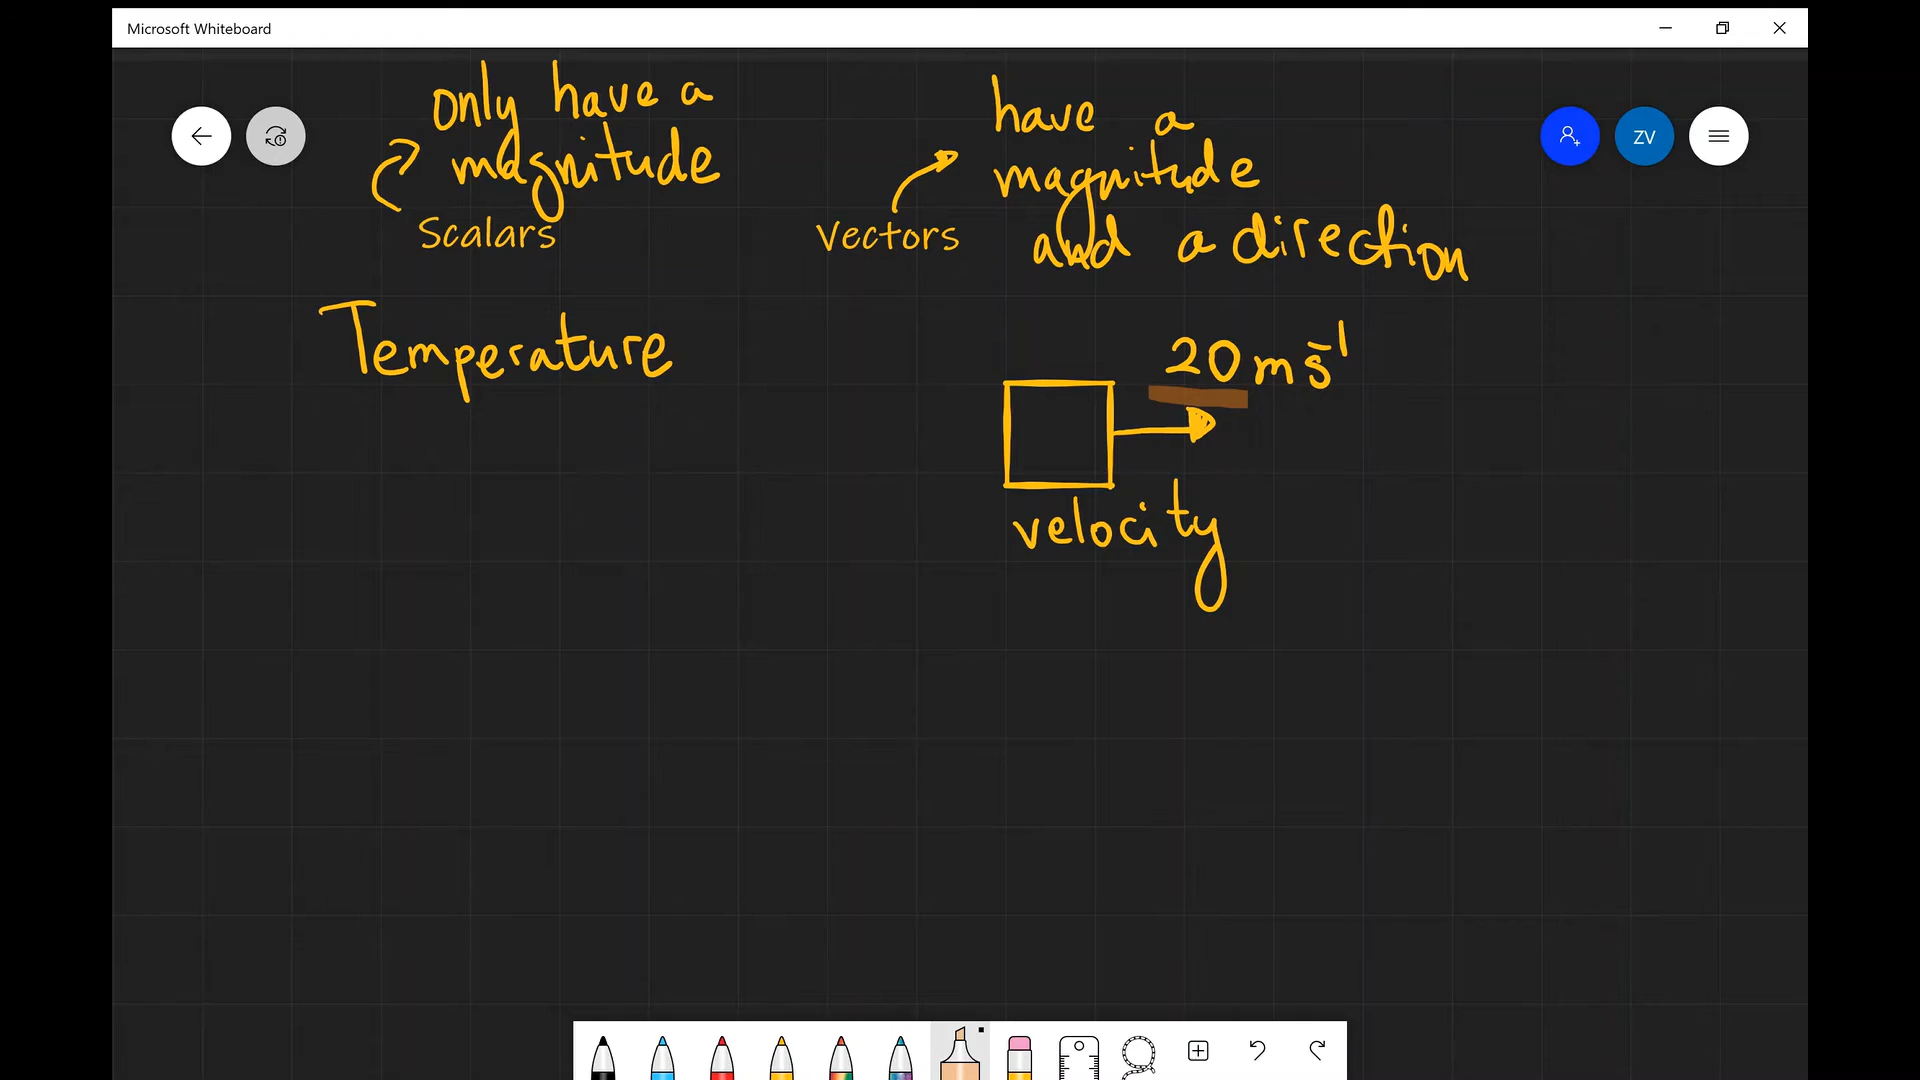 Microsoft Whiteboard
only have a
magnitude
Scalars
have a
magnitude
and a direction
Vectors
ZV
Temperature
20 ms⁻¹
velocity